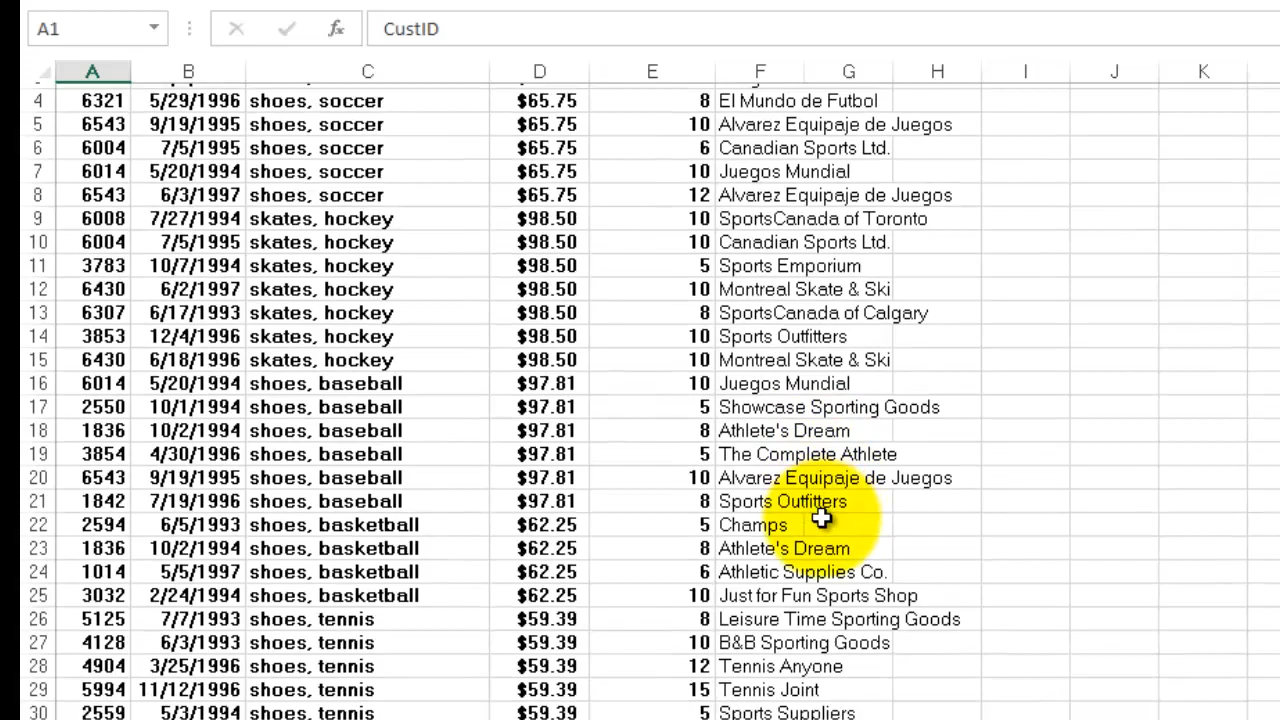 A1 fx CustID
A B C D E F G H I J K
4 6321 5/29/1996 shoes, soccer $65.75 8 El Mundo de Futbol
5 6543 9/19/1995 shoes, soccer $65.75 10 Alvarez Equipaje de Juegos
6 6004 7/5/1995 shoes, soccer $65.75 6 Canadian Sports Ltd.
7 6014 5/20/1994 shoes, soccer $65.75 10 Juegos Mundial
8 6543 6/3/1997 shoes, soccer $65.75 12 Alvarez Equipaje de Juegos
9 6008 7/27/1994 skates, hockey $98.50 10 SportsCanada of Toronto
10 6004 7/5/1995 skates, hockey $98.50 10 Canadian Sports Ltd.
11 3783 10/7/1994 skates, hockey $98.50 5 Sports Emporium
12 6430 6/2/1997 skates, hockey $98.50 10 Montreal Skate & Ski
13 6307 6/17/1993 skates, hockey $98.50 8 SportsCanada of Calgary
14 3853 12/4/1996 skates, hockey $98.50 10 Sports Outfitters
15 6430 6/18/1996 skates, hockey $98.50 10 Montreal Skate & Ski
16 6014 5/20/1994 shoes, baseball $97.81 10 Juegos Mundial
17 2550 10/1/1994 shoes, baseball $97.81 5 Showcase Sporting Goods
18 1836 10/2/1994 shoes, baseball $97.81 8 Athlete's Dream
19 3854 4/30/1996 shoes, baseball $97.81 5 The Complete Athlete
20 6543 9/19/1995 shoes, baseball $97.81 10 Alvarez Equipaje de Juegos
21 1842 7/19/1996 shoes, baseball $97.81 8 Sports Outfitters
22 2594 6/5/1993 shoes, basketball $62.25 5 Champs
23 1836 10/2/1994 shoes, basketball $62.25 8 Athlete's Dream
24 1014 5/5/1997 shoes, basketball $62.25 6 Athletic Supplies Co.
25 3032 2/24/1994 shoes, basketball $62.25 10 Just for Fun Sports Shop
26 5125 7/7/1993 shoes, tennis $59.39 8 Leisure Time Sporting Goods
27 4128 6/3/1993 shoes, tennis $59.39 10 B&B Sporting Goods
28 4904 3/25/1996 shoes, tennis $59.39 12 Tennis Anyone
29 5994 11/12/1996 shoes, tennis $59.39 15 Tennis Joint
30 2559 5/3/1994 shoes, tennis $59.39 5 Sports Suppliers